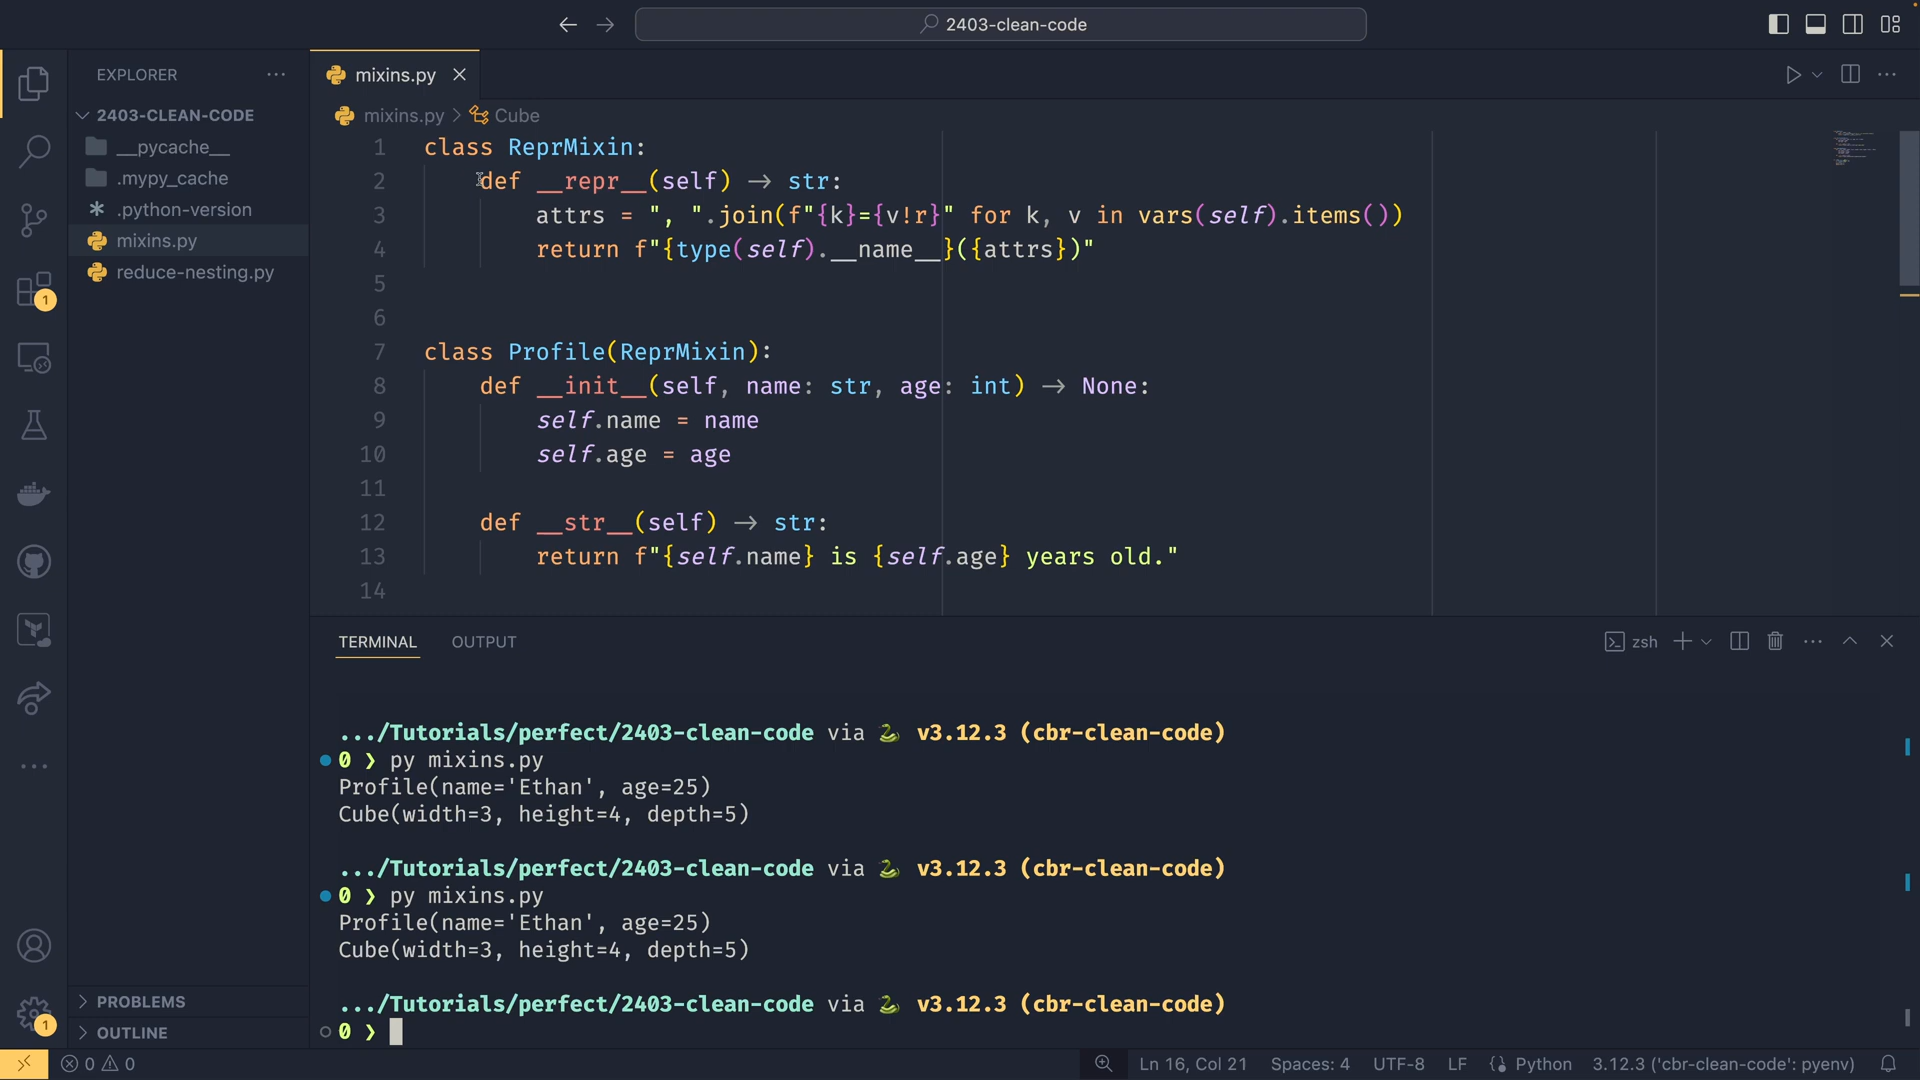 2403-clean-code
EXPLORER
mixins.py
2403-CLEAN-CODE
__pycache__
.mypy_cache
.python-version
mixins.py
reduce-nesting.py
mixins.py > Cube
1 class ReprMixin:
2 def __repr__(self) → str:
3 attrs = ", ".join(f"{k}={v!r}" for k, v in vars(self).items())
4 return f"{type(self).__name__}({attrs})"
5
6
7 class Profile(ReprMixin):
8 def __init__(self, name: str, age: int) → None:
9 self.name = name
10 self.age = age
11
12 def __str__(self) → str:
13 return f"{self.name} is {self.age} years old."
14
1
TERMINAL OUTPUT
zsh
.../Tutorials/perfect/2403-clean-code via v3.12.3 (cbr-clean-code)
0 ❯ py mixins.py
Profile(name='Ethan', age=25)
Cube(width=3, height=4, depth=5)
.../Tutorials/perfect/2403-clean-code via v3.12.3 (cbr-clean-code)
0 ❯ py mixins.py
Profile(name='Ethan', age=25)
Cube(width=3, height=4, depth=5)
.../Tutorials/perfect/2403-clean-code via v3.12.3 (cbr-clean-code)
0 ❯
PROBLEMS
OUTLINE
1
0 0
Ln 16, Col 21 Spaces: 4 UTF-8 LF Python 3.12.3 ('cbr-clean-code': pyenv)